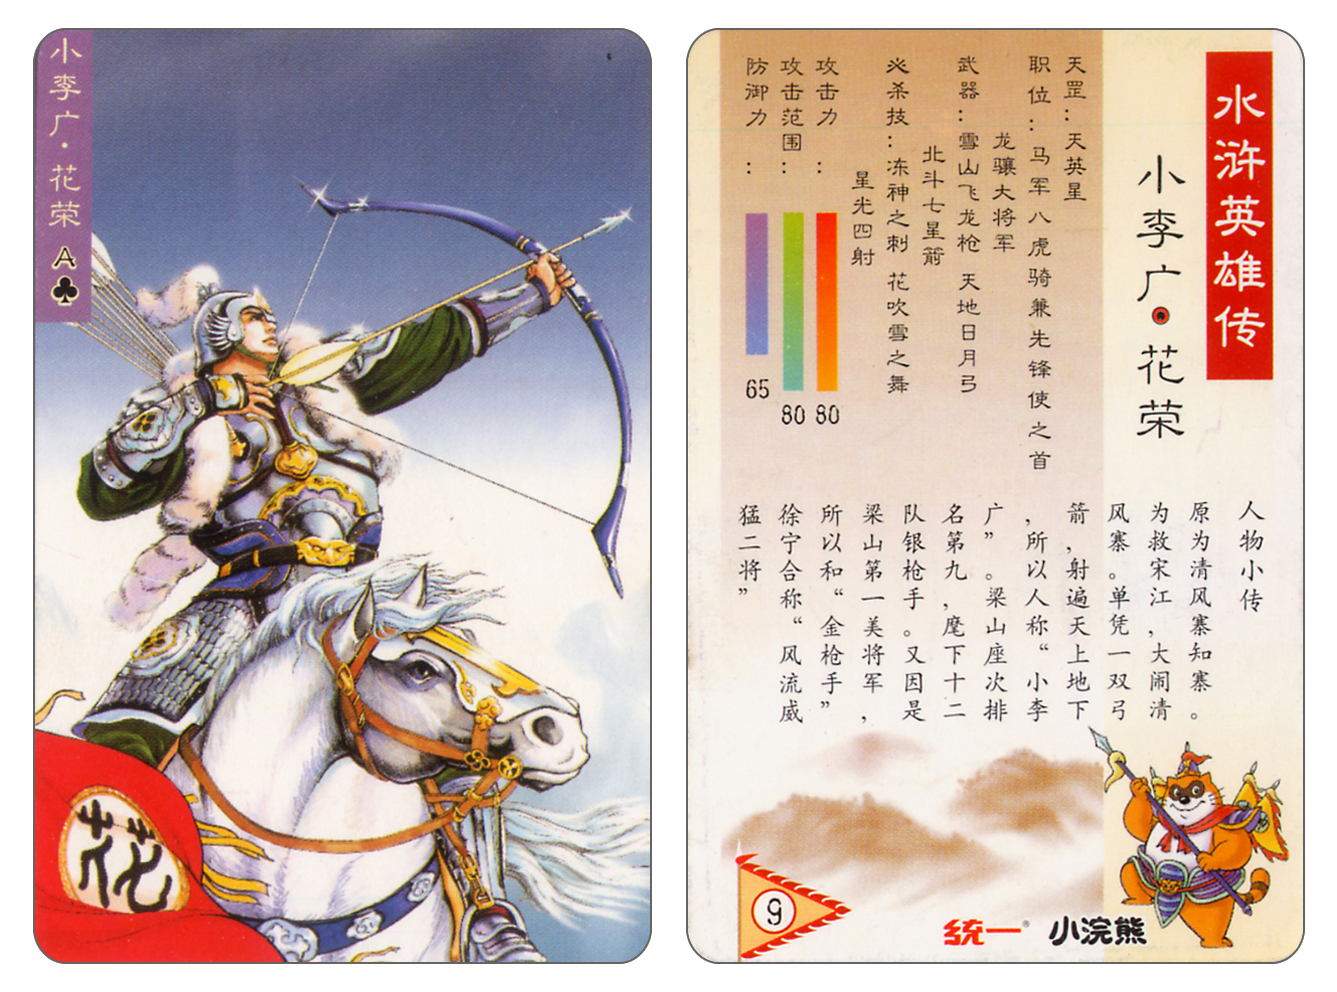 小李广·花荣
A
花
水浒英雄传
小李广·花荣
天罡：天英星
职位：马军八虎骑兼先锋使之首
龙骧大将军
武器：雪山飞龙枪 天地日月弓
北斗七星箭
必杀技：冻神之刺 花吹雪之舞
星光四射
攻击力：
80
攻击范围：
80
防御力：
65
人物小传
原为清风寨知寨。
为救宋江，大闹清
风寨。单凭一双弓
箭，射遍天上地下
，所以人称“小李
广”。梁山座次排
名第九，麾下十二
队银枪手。又因是
梁山第一美将军，
所以和“金枪手”
徐宁合称“风流威
猛二将”
9
统一® 小浣熊